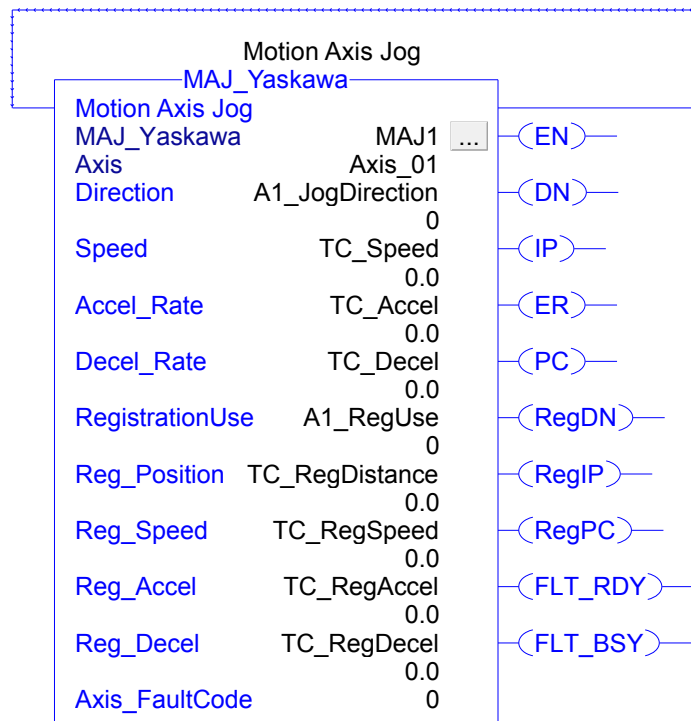 Motion Axis Jog
MAJ_Yaskawa
Motion Axis Jog
MAJ_Yaskawa MAJ1 ... EN
Axis Axis_01
Direction A1_JogDirection DN
0
Speed TC_Speed IP
0.0
Accel_Rate TC_Accel ER
0.0
Decel_Rate TC_Decel PC
0.0
RegistrationUse A1_RegUse RegDN
0
Reg_Position TC_RegDistance RegIP
0.0
Reg_Speed TC_RegSpeed RegPC
0.0
Reg_Accel TC_RegAccel FLT_RDY
0.0
Reg_Decel TC_RegDecel FLT_BSY
0.0
Axis_FaultCode 0